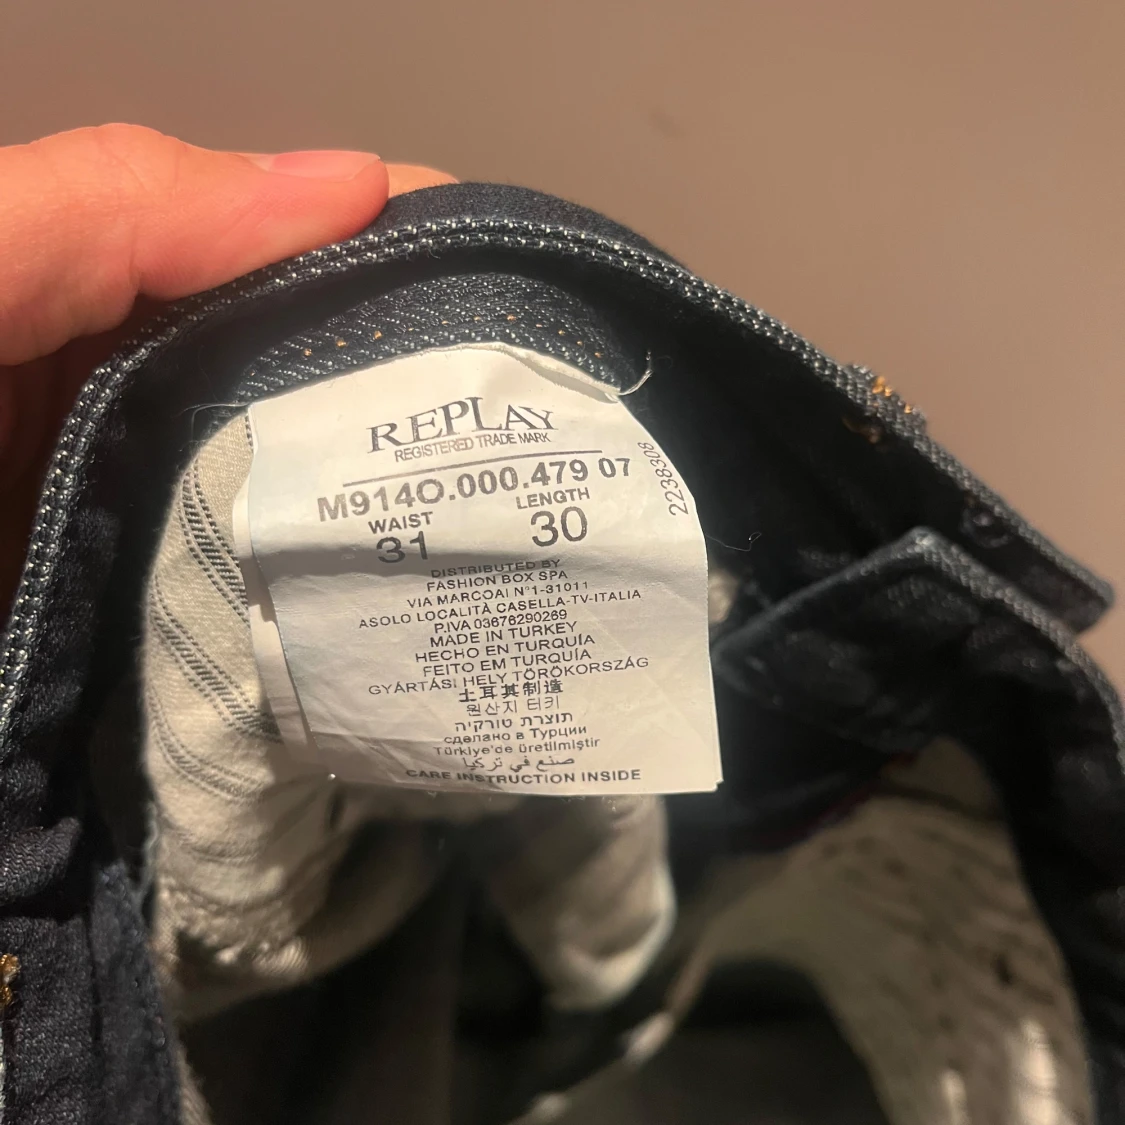 REPLAY
REGISTERED TRADE MARK
M914O.000.479 07
2238308
WAIST LENGTH
31 30
DISTRIBUTED BY
FASHION BOX SPA
VIA MARCOAI N°1-31011
ASOLO LOCALITÀ CASELLA-TV-ITALIA
P.IVA 03676290269
MADE IN TURKEY
HECHO EN TURQUÍA
FEITO EM TURQUÍA
GYÁRTÁSI HELY TÖRÖKORSZÁG
土耳其制造
원산지 터키
תוצרת טורקיה
сделано в Турции
Türkiye'de üretilmiştir
صنع في تركيا
CARE INSTRUCTION INSIDE